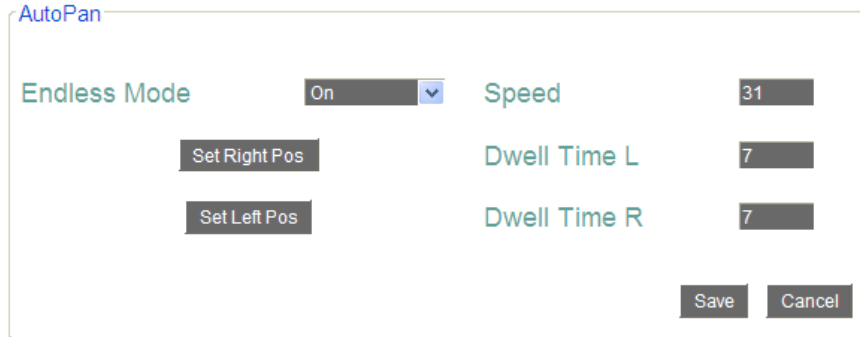 AutoPan
Endless Mode On Speed 31
Set Right Pos Dwell Time L 7
Set Left Pos Dwell Time R 7
Save Cancel